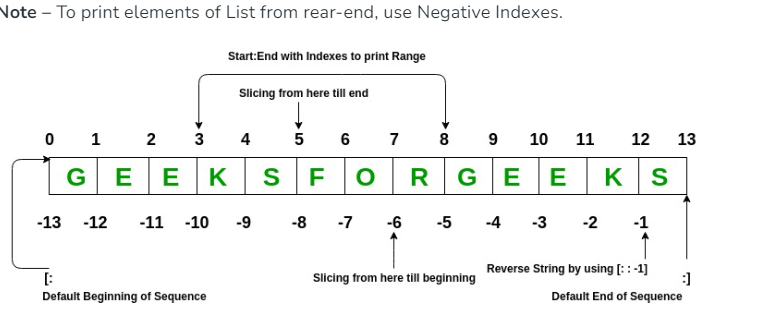 Note – To print elements of List from rear-end, use Negative Indexes.
Start:End with Indexes to print Range
Slicing from here till end
0 1 2 3 4 5 6 7 8 9 10 11 12 13
G E E K S F O R G E E K S
-13 -12 -11 -10 -9 -8 -7 -6 -5 -4 -3 -2 -1
[: Slicing from here till beginning Reverse String by using [: : -1] :]
Default Beginning of Sequence Default End of Sequence